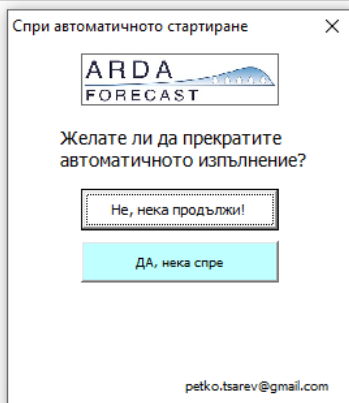 Спри автоматичното стартиране
ARDA
FORECAST
Желате ли да прекратите
автоматичното изпълнение?
Не, нека продължи!
ДА, нека спре
petko.tsarev@gmail.com